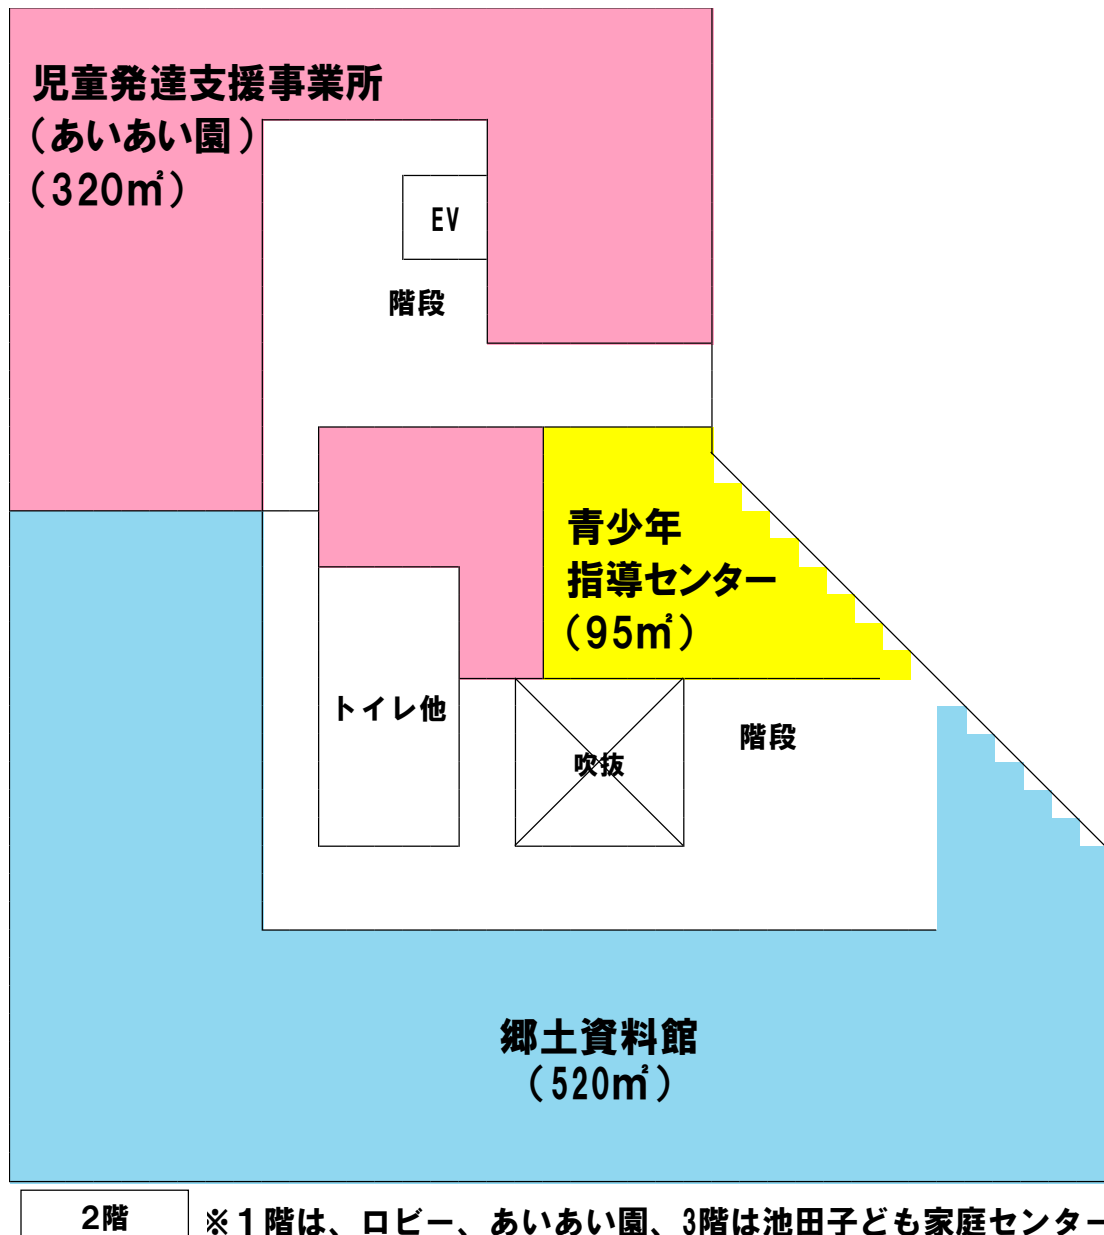 児童発達支援事業所
（あいあい園）
（320㎡）
EV
階段
青少年
指導センター
（95㎡）
トイレ他
吹抜
階段
郷土資料館
（520㎡）
2階
※１階は、ロビー、あいあい園、3階は池田子ども家庭センター